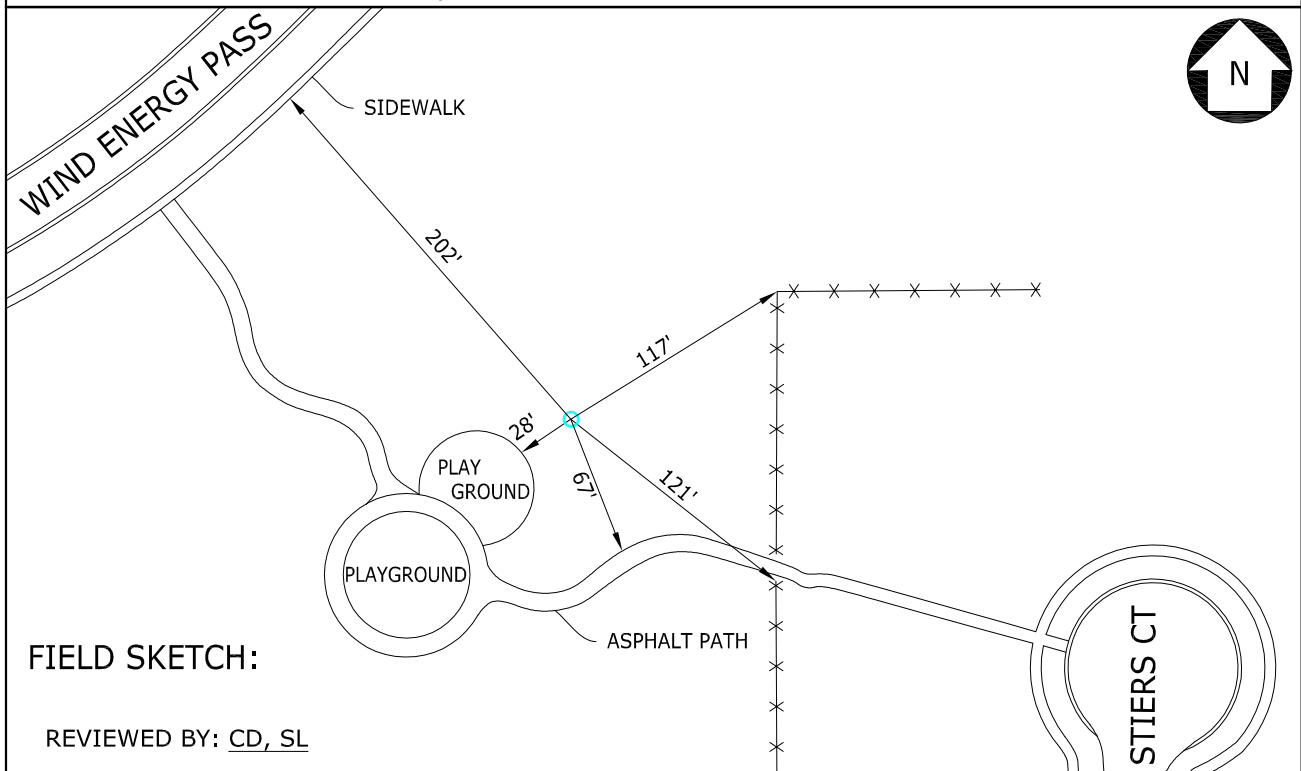 WIND ENERGY PASS
SIDEWALK
N
202'
117'
28'
PLAY
GROUND
67'
121'
PLAYGROUND
ASPHALT PATH
STIERS CT
FIELD SKETCH:
REVIEWED BY: CD, SL